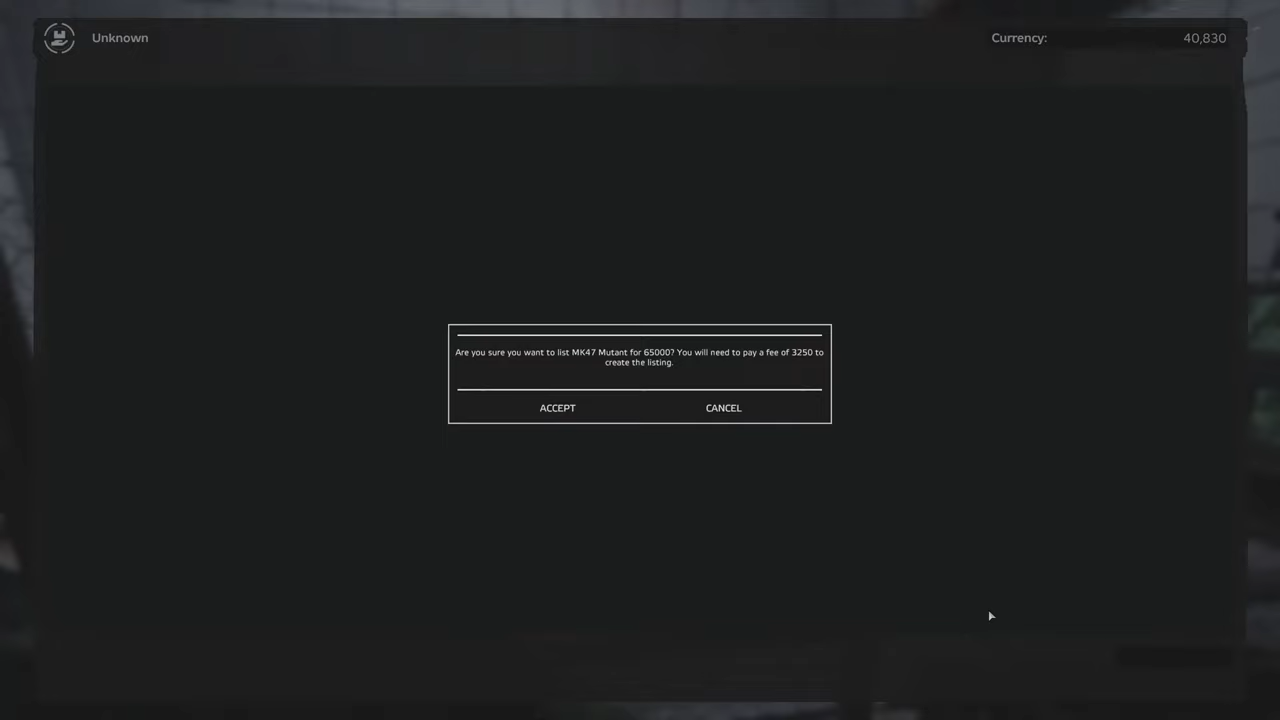 Unknown
Currency: 40,830
Are you sure you want to list MK47 Mutant for 65000? You will need to pay a fee of 3250 to
create the listing.
ACCEPT CANCEL